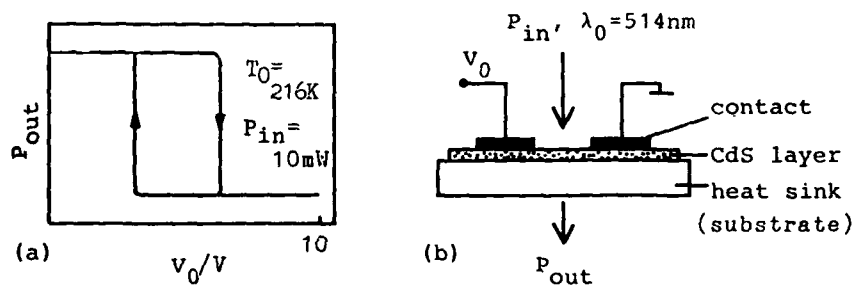 P_out
T_0=
216K
P_in=
10mW
10
(a)
V_0/V
P_in, λ_0=514nm
V_0
contact
CdS layer
heat sink
(substrate)
(b)
P_out